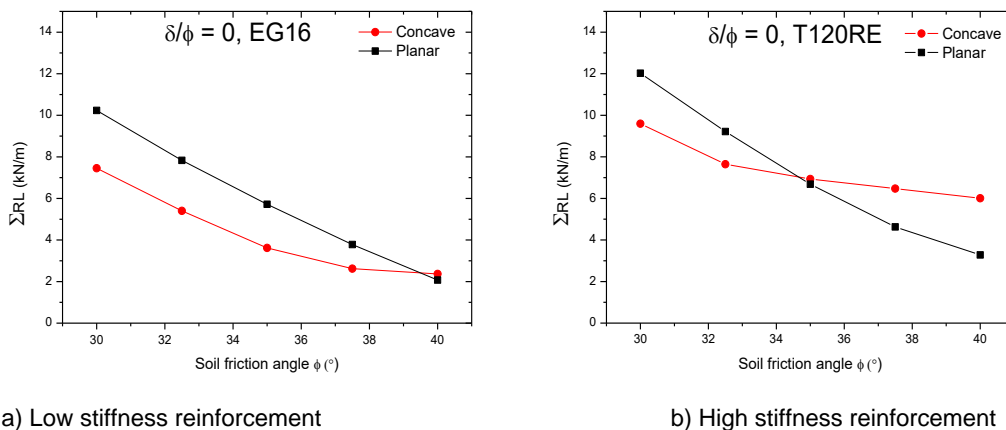 δ/ϕ = 0, EG16
Concave
Planar
14
12
10
8
6
4
2
0
ΣRL (kN/m)
30 32 34 36 38 40
Soil friction angle ϕ (°)
a) Low stiffness reinforcement
δ/ϕ = 0, T120RE
Concave
Planar
14
12
10
8
6
4
2
0
ΣRL (kN/m)
30 32 34 36 38 40
Soil friction angle ϕ (°)
b) High stiffness reinforcement